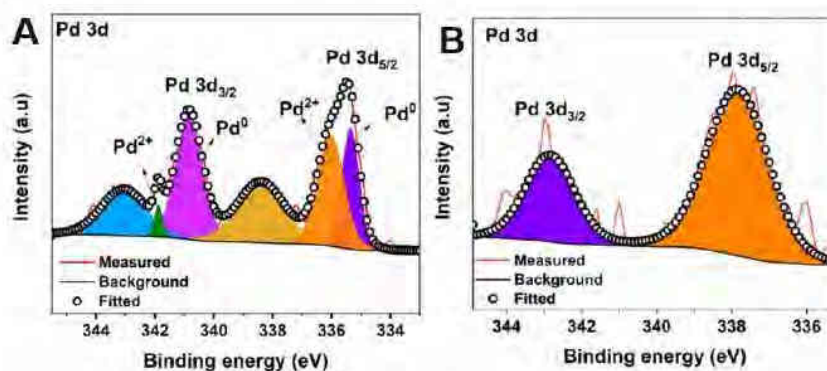 A
Pd 3d
Pd 3d3/2
Pd2+
Pd0
Pd 3d5/2
Pd2+
Pd0
Measured
Background
Fitted
Intensity (a.u)
344 342 340 338 336 334
Binding energy (eV)
B
Pd 3d
Pd 3d3/2
Pd 3d5/2
Measured
Background
Fitted
Intensity (a.u)
344 342 340 338 336
Binding energy (eV)